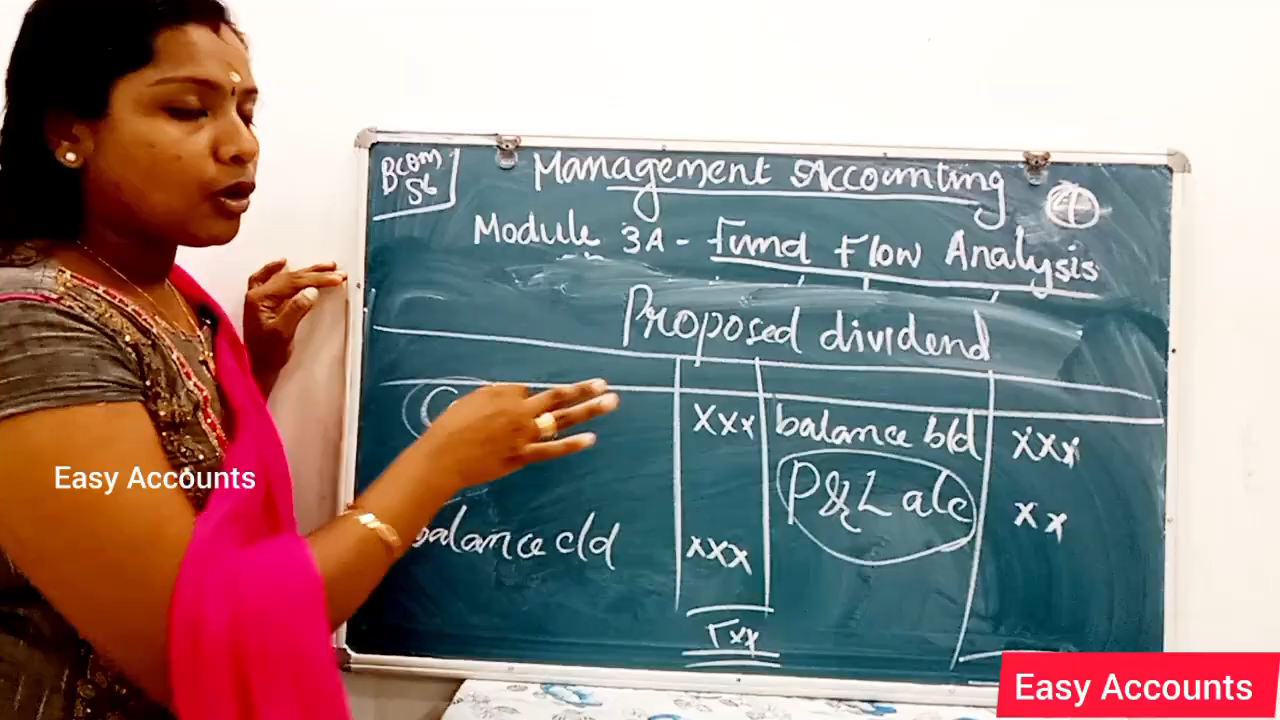 Bcom
S6
Management Accounting
Module 3A - Fund Flow Analysis
Proposed dividend
xxx balance b/d xxx
P&L a/c xx
balance c/d xxx
xxx
Easy Accounts
Easy Accounts